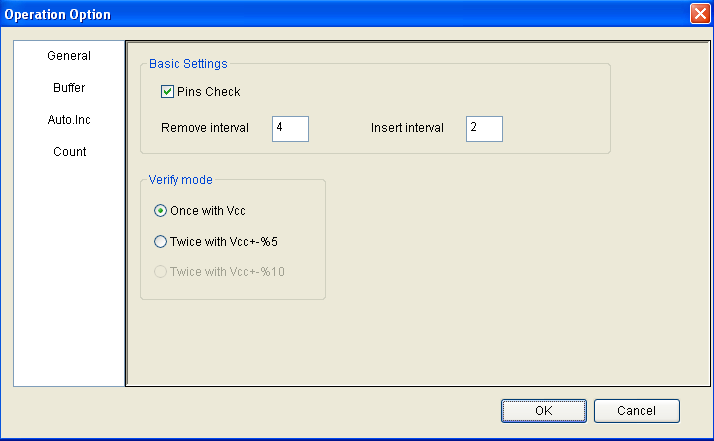 Operation Option
General
Buffer
Auto.Inc
Count
Basic Settings
Pins Check
Remove interval 4 Insert interval 2
Verify mode
Once with Vcc
Twice with Vcc+-%5
Twice with Vcc+-%10
OK Cancel